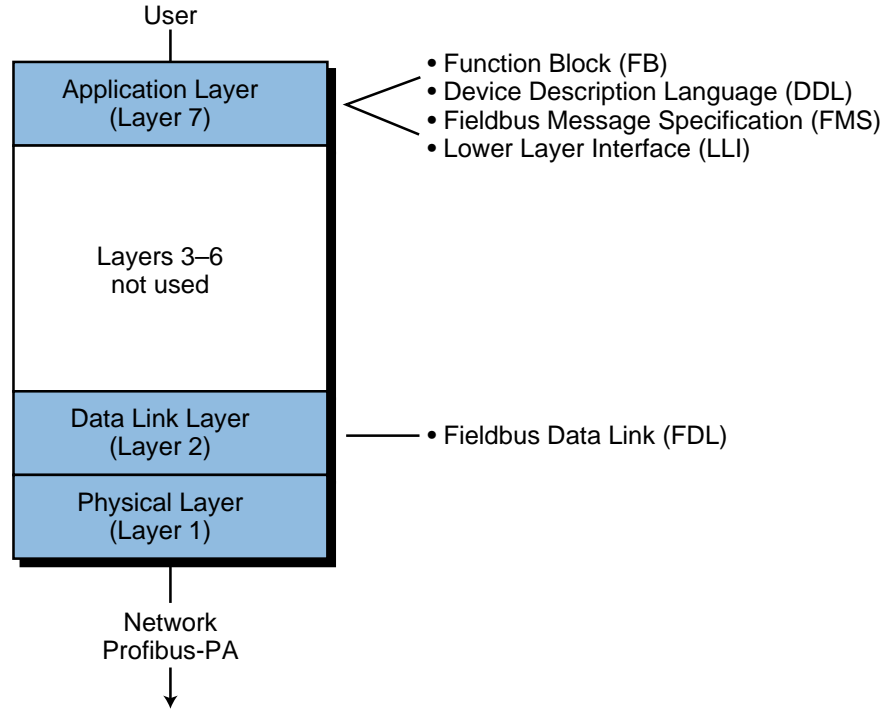 User
Application Layer
(Layer 7)
• Function Block (FB)
• Device Description Language (DDL)
• Fieldbus Message Specification (FMS)
• Lower Layer Interface (LLI)
Layers 3–6
not used
Data Link Layer
(Layer 2)
• Fieldbus Data Link (FDL)
Physical Layer
(Layer 1)
Network
Profibus-PA